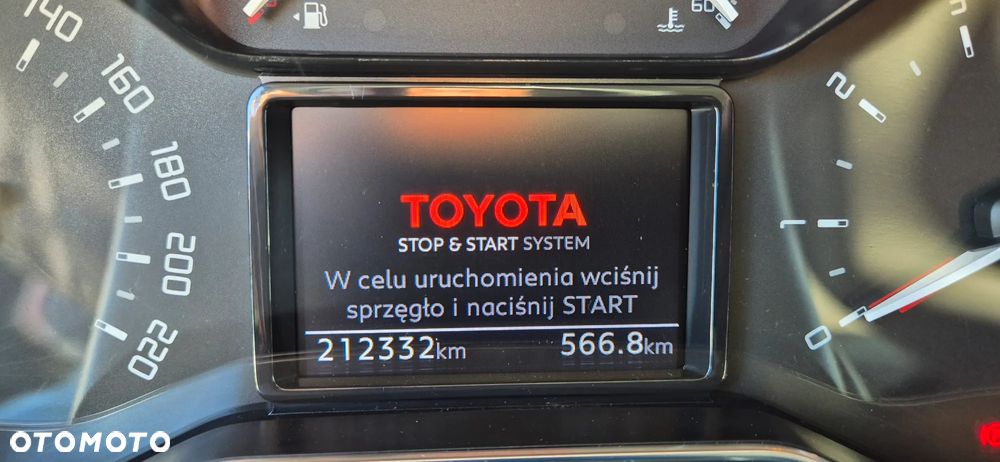 140
160
180
200
220
60
TOYOTA
STOP & START SYSTEM
W celu uruchomienia wciśnij
sprzęgło i naciśnij START
212332km
566.8km
2
1
0
OTOMOTO